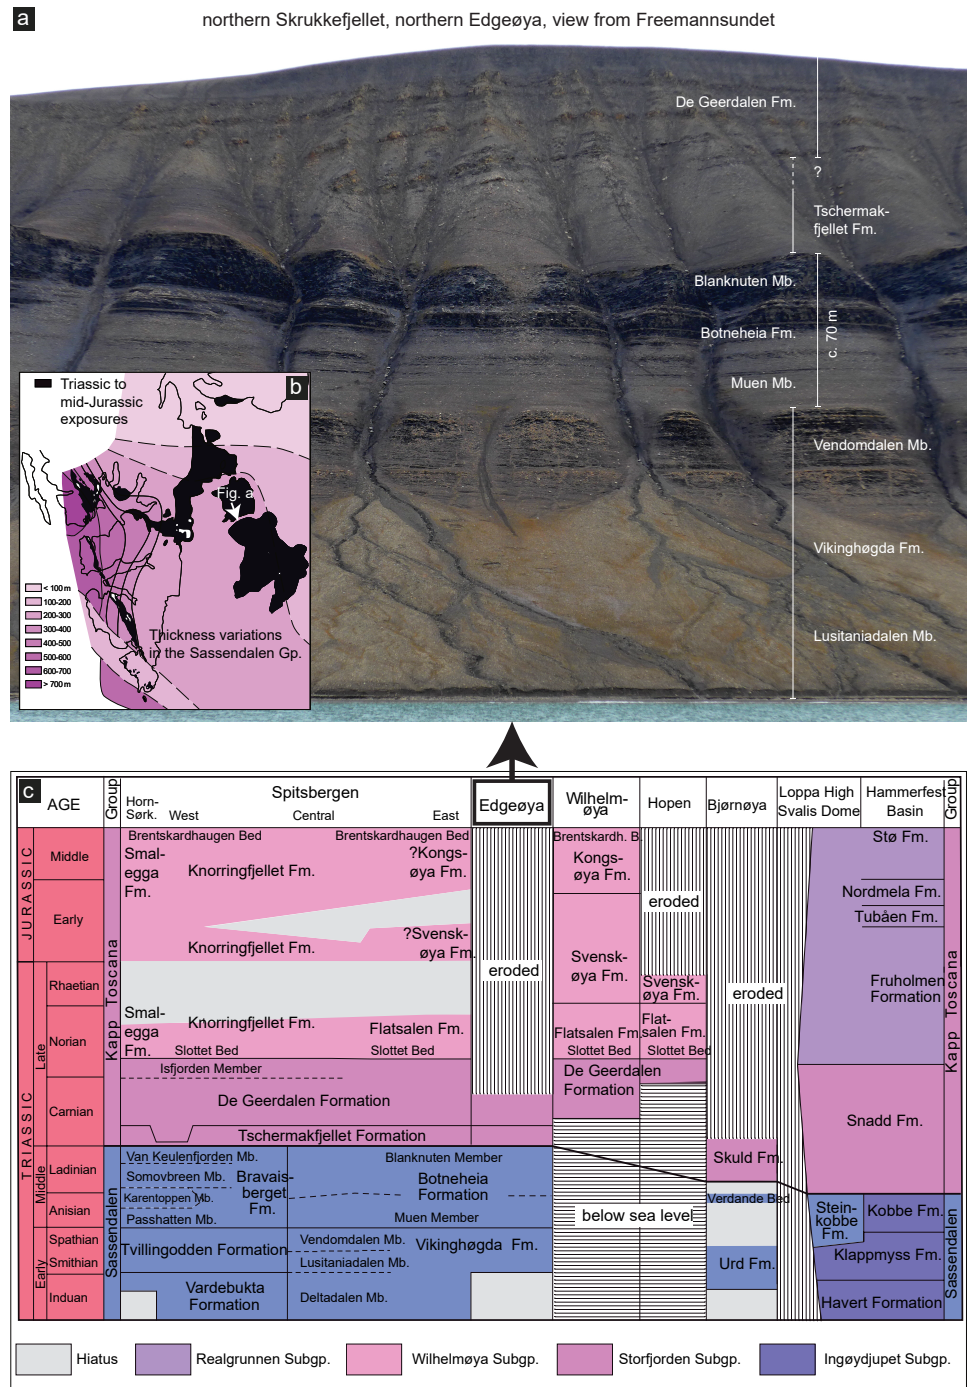 a
northern Skrukkefjellet, northern Edgeøya, view from Freemannsundet
De Geerdalen Fm.
?
Tschermak-
fjellet Fm.
Blanknuten Mb.
Botneheia Fm.
c. 70 m
Muen Mb.
Vendomdalen Mb.
Vikinghøgda Fm.
Lusitaniadalen Mb.
b
Triassic to
mid-Jurassic
exposures
Fig. a
< 100 m
100-200
200-300
300-400
400-500
500-600
600-700
> 700 m
Thickness variations
in the Sassendalen Gp.
c
AGE
Group
Spitsbergen
Horn-
Sørk.
West
Central
East
Edgeøya
Wilhelm-
øya
Hopen
Bjørnøya
Loppa High
Svalis Dome
Hammerfest
Basin
Group
JURASSIC
Middle
Early
TRIASSIC
Late
Rhaetian
Norian
Carnian
Middle
Ladinian
Anisian
Early
Spathian
Smithian
Induan
Kapp Toscana
Sassendalen
Brentskardhaugen Bed
Brentskardhaugen Bed
Smal-
egga
Fm.
Knorringfjellet Fm.
?Kongs-
øya Fm.
Knorringfjellet Fm.
?Svensk-
øya Fm.
Smal-
egga
Fm.
Knorringfjellet Fm.
Flatsalen Fm.
Slottet Bed
Slottet Bed
Isfjorden Member
De Geerdalen Formation
Tschermakfjellet Formation
Van Keulenfjorden Mb.
Somovbreen Mb.
Karentoppen Mb.
Passhatten Mb.
Bravais-
berget
Fm.
Blanknuten Member
Botneheia
Formation
Muen Member
Tvillingodden Formation
Vendomdalen Mb.
Lusitaniadalen Mb.
Vikinghøgda Fm.
Vardebukta
Formation
Deltadalen Mb.
eroded
Brentskardh. B.
Kongs-
øya Fm.
Svensk-
øya Fm.
Flatsalen Fm.
Slottet Bed
De Geerdalen
Formation
eroded
Svensk-
øya Fm.
Flat-
salen Fm.
Slottet Bed
below sea level
eroded
Skuld Fm.
Verdande Bed
Urd Fm.
Stø Fm.
Nordmela Fm.
Tubåen Fm.
Fruholmen
Formation
Snadd Fm.
Stein-
kobbe
Fm.
Kobbe Fm.
Klappmyss Fm.
Havert Formation
Kapp Toscana
Sassendalen
Hiatus
Realgrunnen Subgp.
Wilhelmøya Subgp.
Storfjorden Subgp.
Ingøydjupet Subgp.